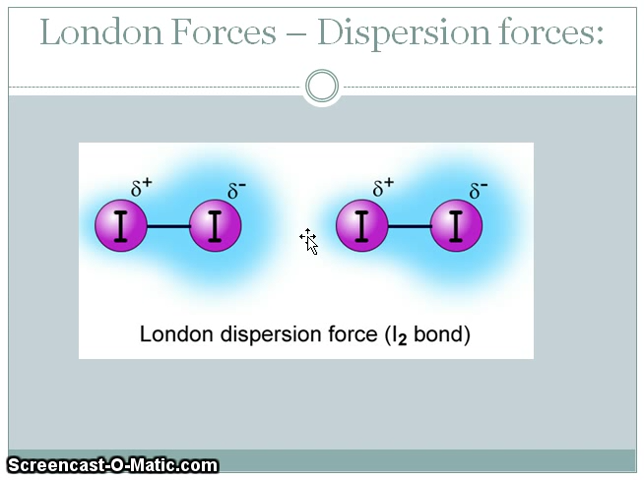 London Forces – Dispersion forces:
δ+ δ- δ+ δ-
I I I I
London dispersion force (I₂ bond)
Screencast-O-Matic.com